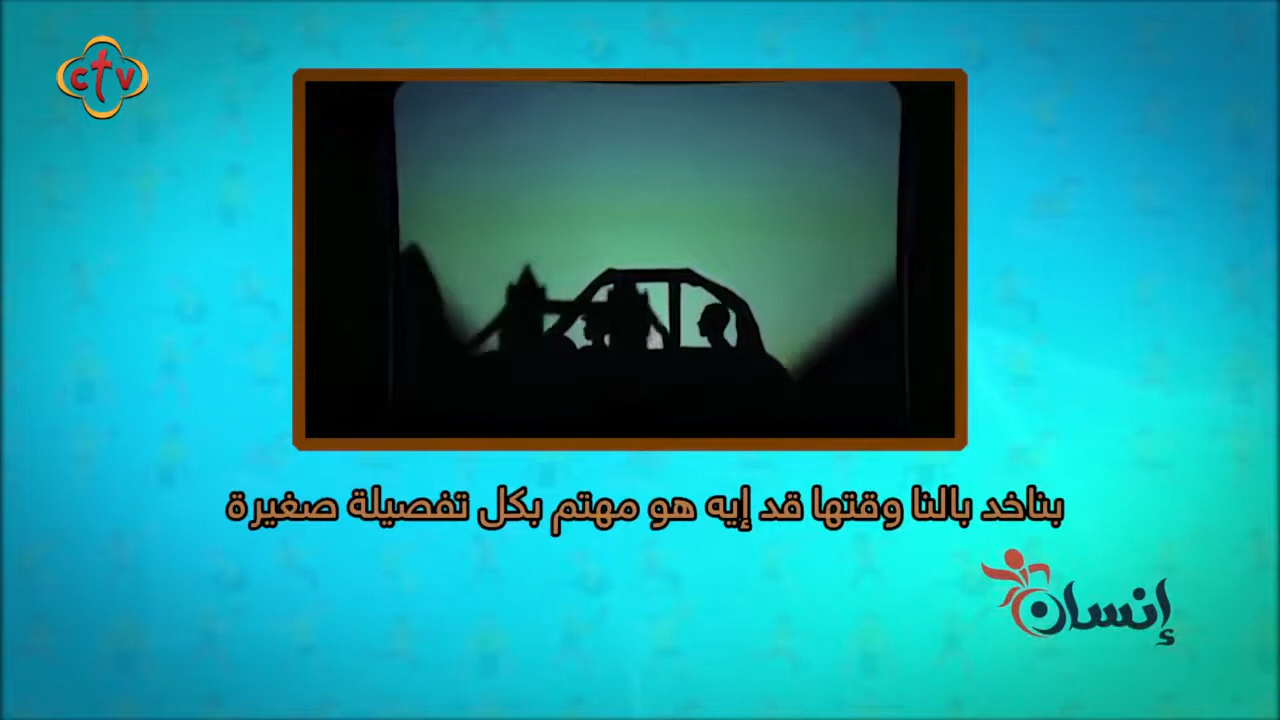 ctv
بناخد بالنا وقتها قد إيه هو مهتم بكل تفصيلة صغيرة
إنسان